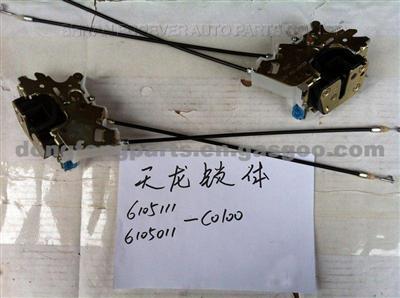 天龙锁体
6105111
6105011 —C0100
dongfengparts.en.gasgoo.com